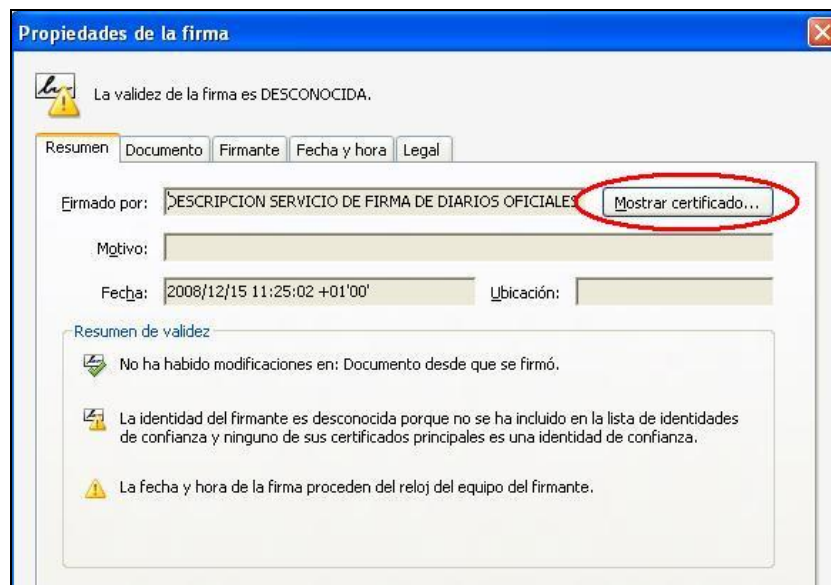 Propiedades de la firma
La validez de la firma es DESCONOCIDA.
Resumen Documento Firmante Fecha y hora Legal
Firmado por: DESCRIPCION SERVICIO DE FIRMA DE DIARIOS OFICIALES Mostrar certificado...
Motivo:
Fecha: 2008/12/15 11:25:02 +01'00' Ubicación:
Resumen de validez
No ha habido modificaciones en: Documento desde que se firmó.
La identidad del firmante es desconocida porque no se ha incluido en la lista de identidades
de confianza y ninguno de sus certificados principales es una identidad de confianza.
La fecha y hora de la firma proceden del reloj del equipo del firmante.